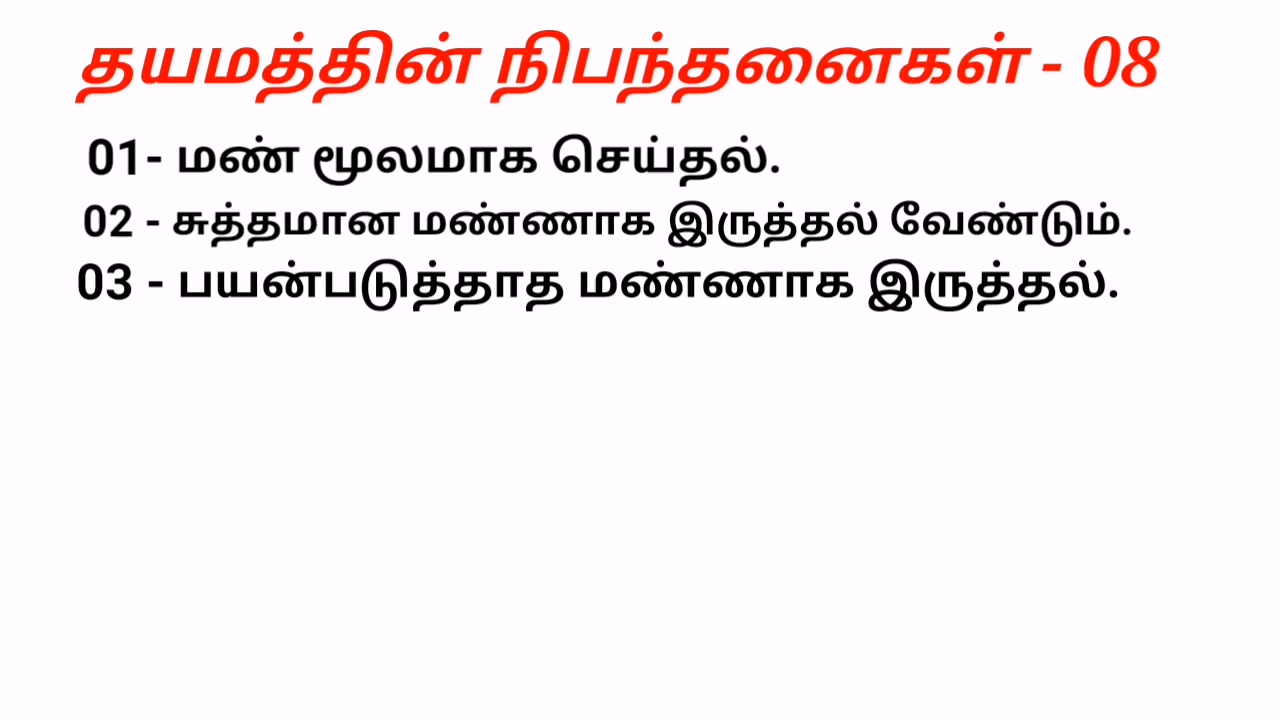 தயமத்தின் நிபந்தனைகள் - 08
01- மண் மூலமாக செய்தல்.
02 - சுத்தமான மண்ணாக இருத்தல் வேண்டும்.
03 - பயன்படுத்தாத மண்ணாக இருத்தல்.